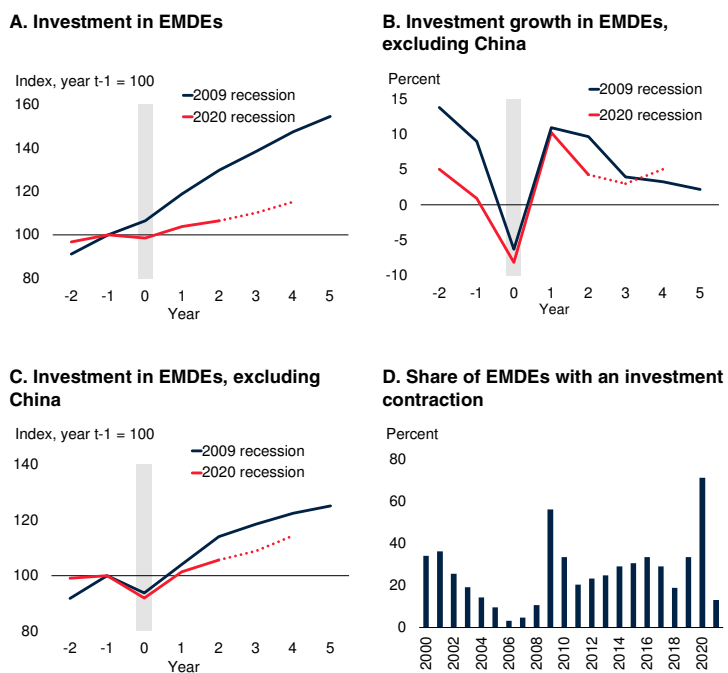 A. Investment in EMDEs
Index, year t-1 = 100
2009 recession
2020 recession
160
140
120
100
80
-2 -1 0 1 2 3 4 5
Year
B. Investment growth in EMDEs,
excluding China
Percent
2009 recession
2020 recession
15
10
5
0
-5
-10
-2 -1 0 1 2 3 4 5
Year
C. Investment in EMDEs, excluding
China
Index, year t-1 = 100
2009 recession
2020 recession
140
120
100
80
-2 -1 0 1 2 3 4 5
Year
D. Share of EMDEs with an investment
contraction
Percent
80
60
40
20
0
2000 2002 2004 2006 2008 2010 2012 2014 2016 2018 2020